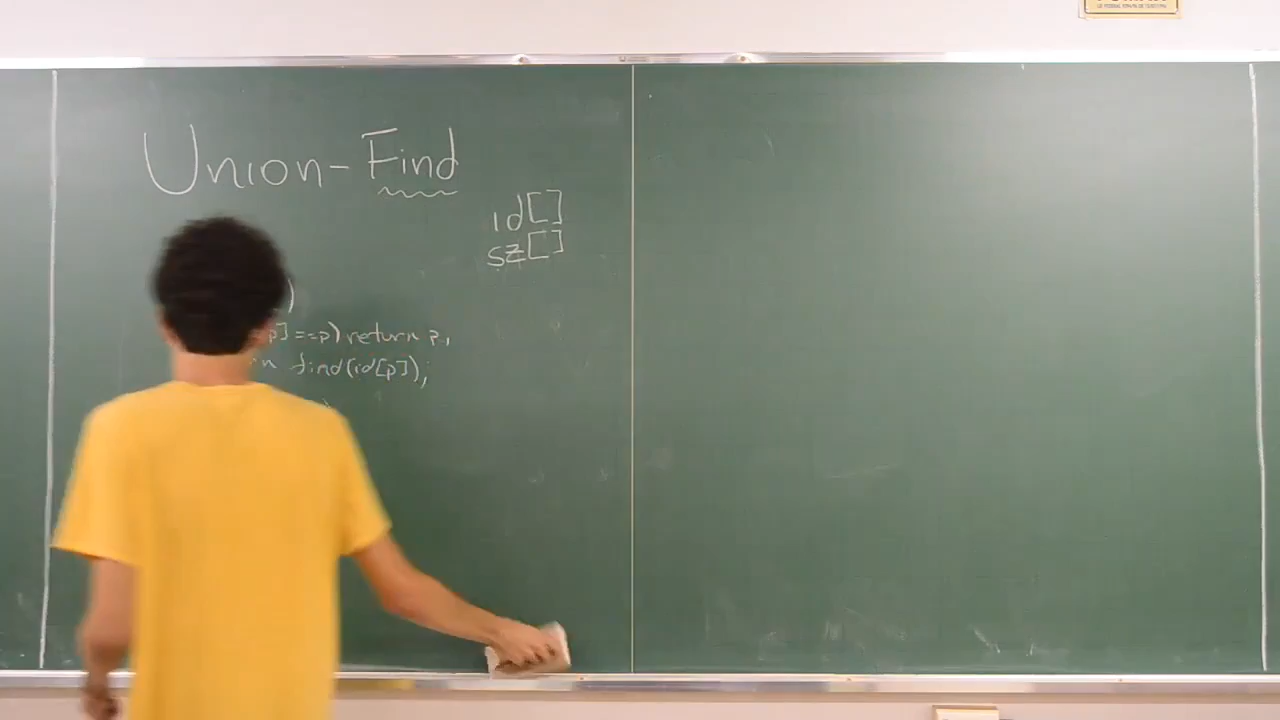 Union-Find
id[]
sz[]
)
p]==p) return p;
n find(id[p]);